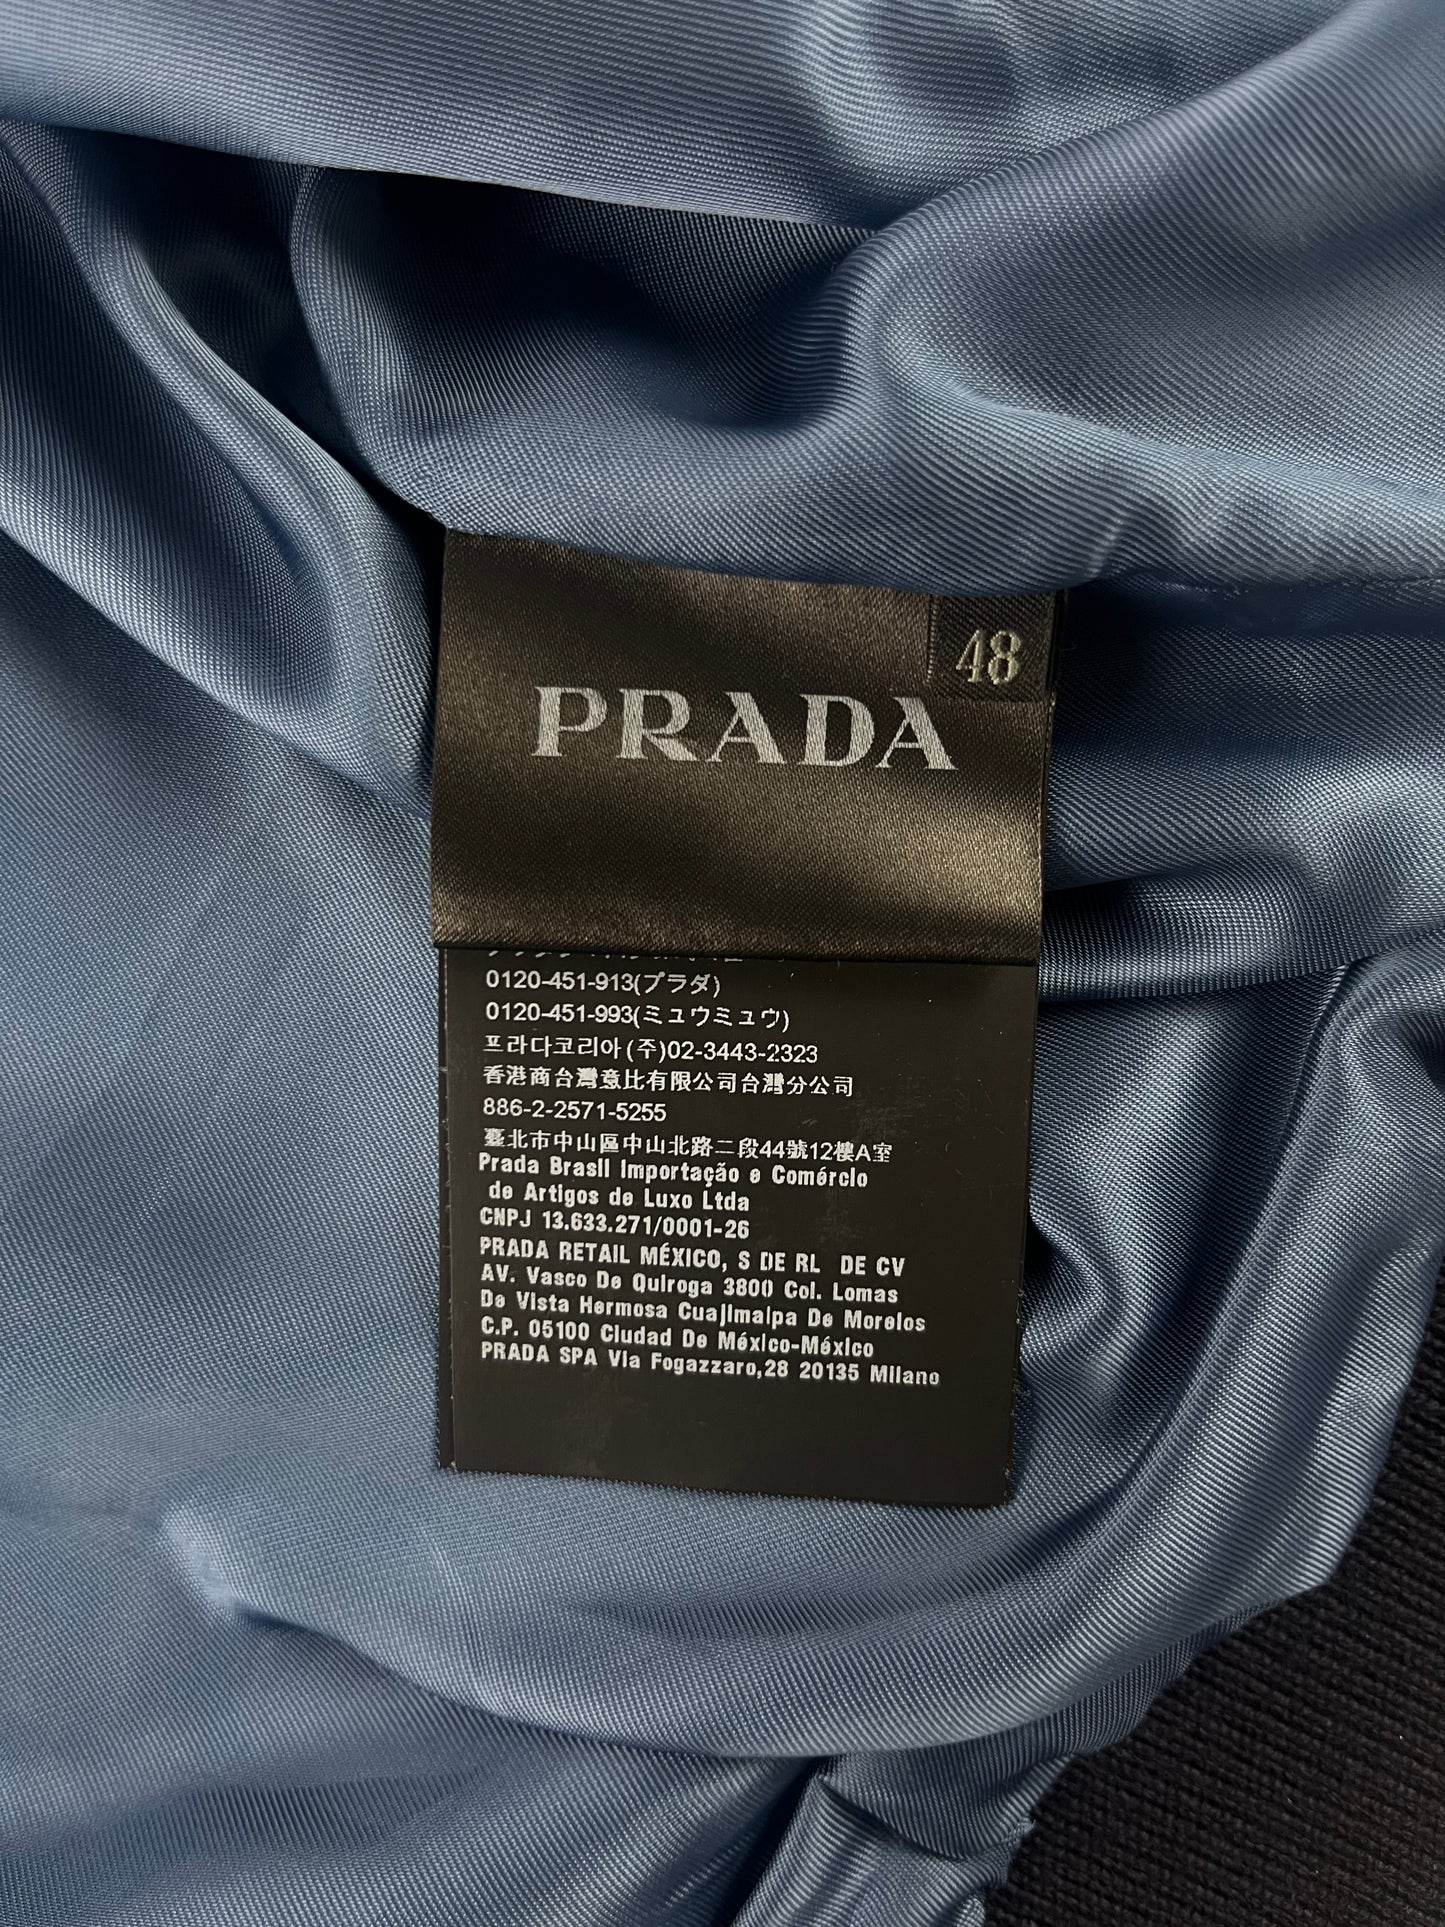 48
PRADA
0120-451-913(プラダ)
0120-451-993(ミュウミュウ)
프라다코리아(주)02-3443-2323
香港商台灣意比有限公司台灣分公司
886-2-2571-5255
臺北市中山區中山北路二段44號12樓A室
Prada Brasil Importação e Comércio
de Artigos de Luxo Ltda
CNPJ 13.633.271/0001-26
PRADA RETAIL MÉXICO, S DE RL DE CV
AV. Vasco De Quiroga 3800 Col. Lomas
De Vista Hermosa Cuajimalpa De Morelos
C.P. 05100 Ciudad De México-México
PRADA SPA Via Fogazzaro,28 20135 Milano